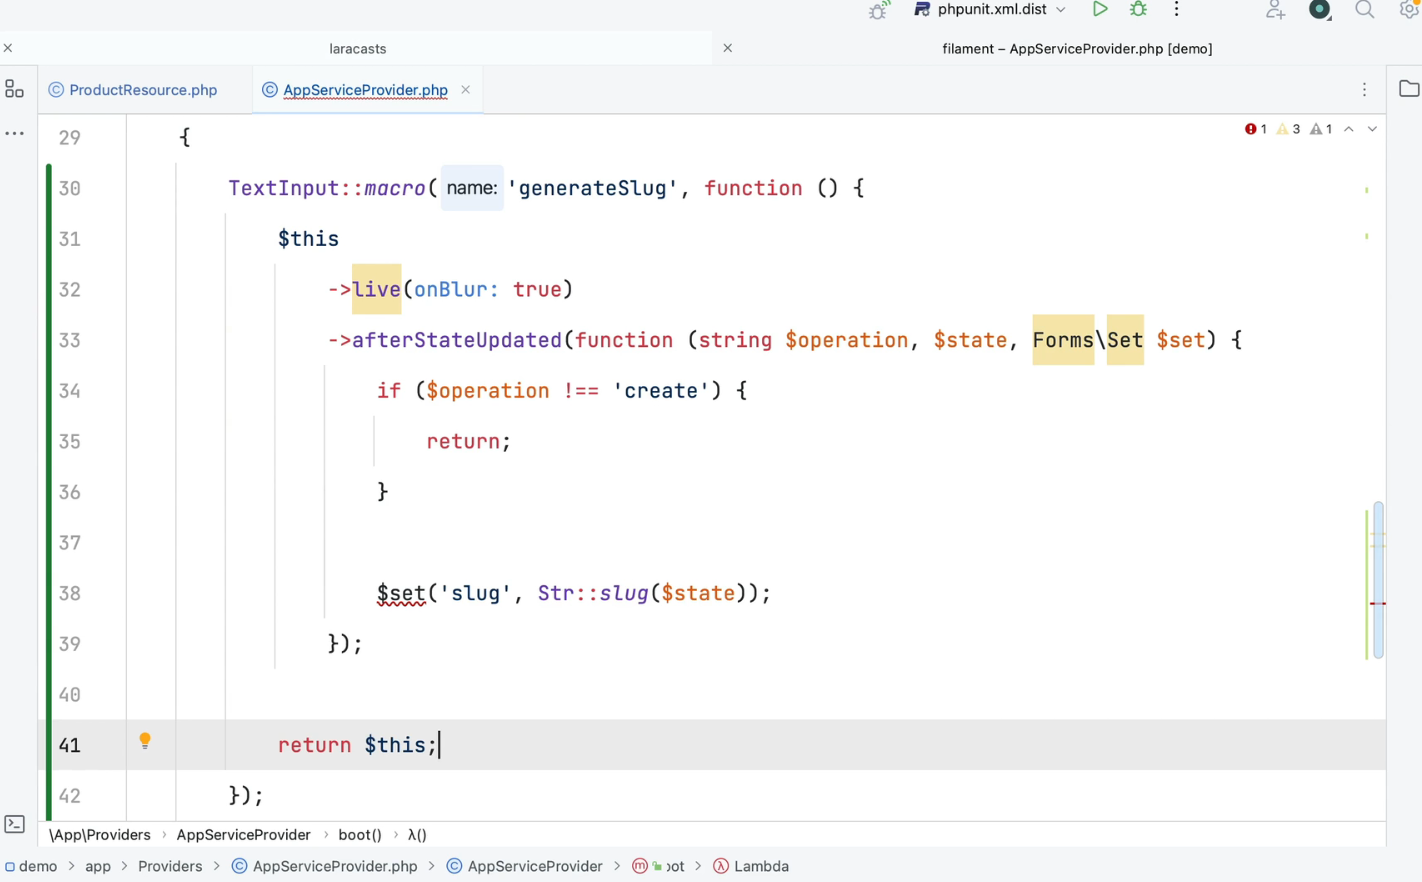 phpunit.xml.dist
laracasts
filament – AppServiceProvider.php [demo]
ProductResource.php
AppServiceProvider.php
1 3 1
29 {
30 TextInput::macro( name: 'generateSlug', function () {
31 $this
32 ->live(onBlur: true)
33 ->afterStateUpdated(function (string $operation, $state, Forms\Set $set) {
34 if ($operation !== 'create') {
35 return;
36 }
37
38 $set('slug', Str::slug($state));
39 });
40
41 return $this;
42 });
\App\Providers › AppServiceProvider › boot() › λ()
demo > app > Providers > AppServiceProvider.php > AppServiceProvider > m ot > λ Lambda